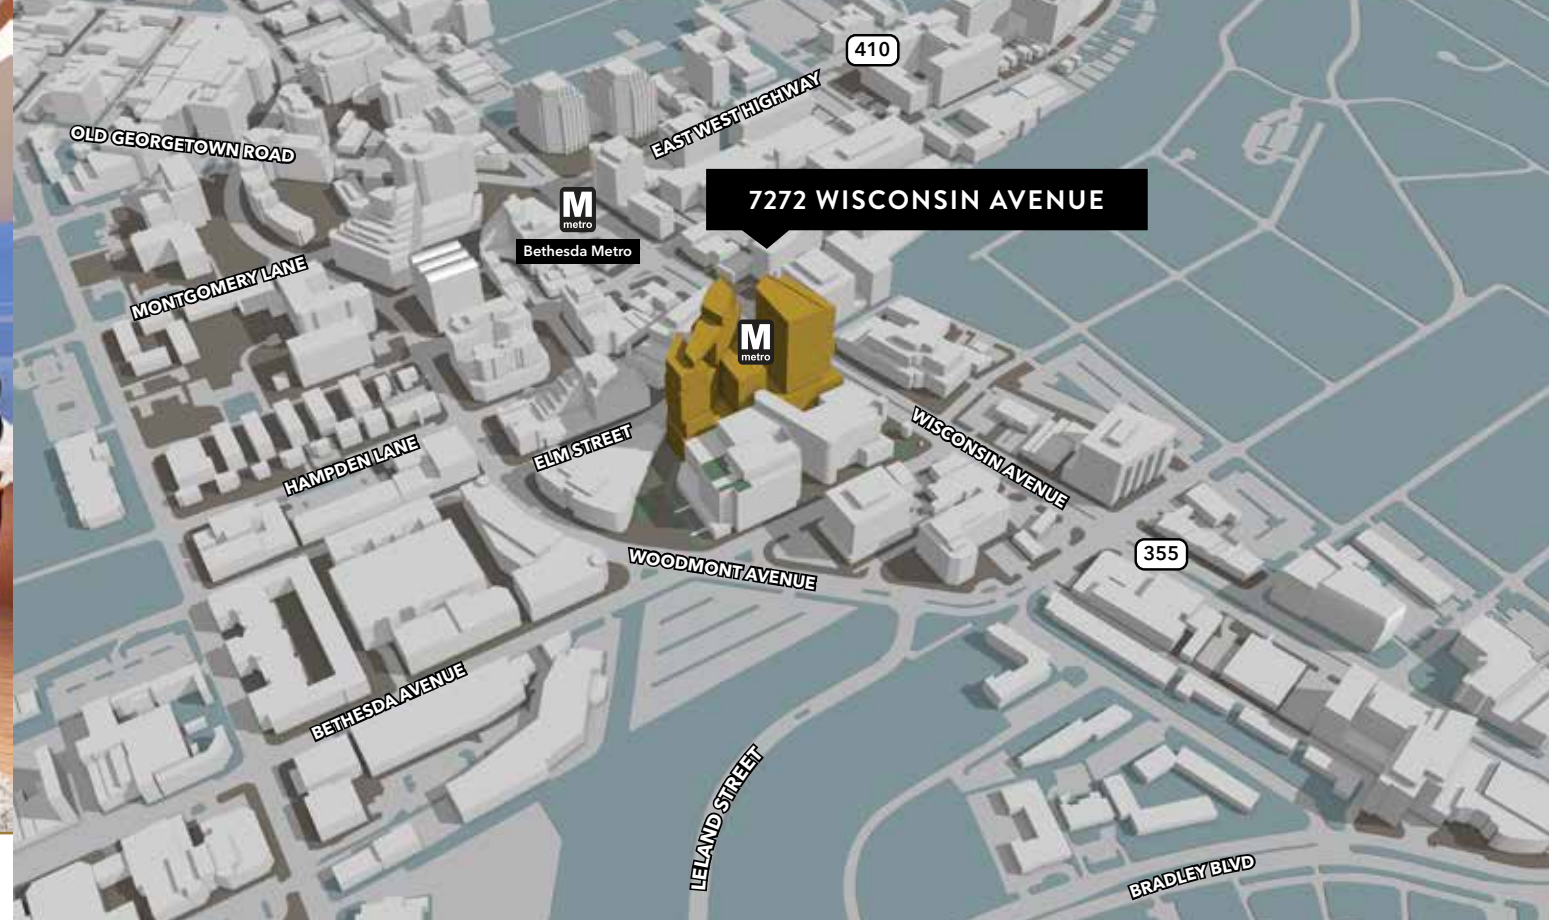 410
EAST WEST HIGHWAY
OLD GEORGETOWN ROAD
7272 WISCONSIN AVENUE
M
metro
Bethesda Metro
MONTGOMERY LANE
M
metro
WISCONSIN AVENUE
ELM STREET
HAMPDEN LANE
355
WOODMONT AVENUE
BETHESDA AVENUE
LELAND STREET
BRADLEY BLVD